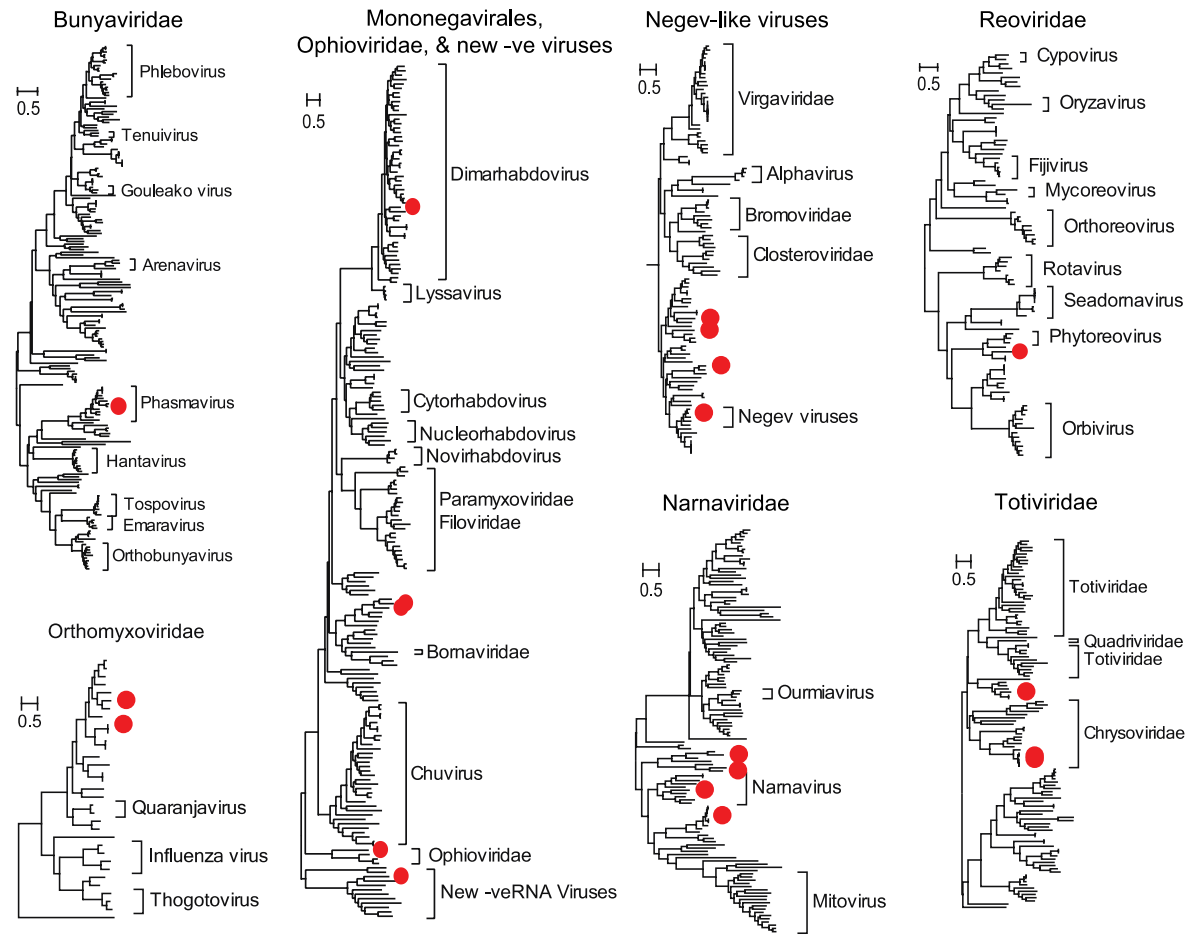 Bunyaviridae
0.5
Phlebovirus
Tenuivirus
Gouleako virus
Arenavirus
Phasmavirus
Hantavirus
Tospovirus
Emaravirus
Orthobunyavirus
Orthomyxoviridae
0.5
Quaranjavirus
Influenza virus
Thogotovirus
Mononegavirales,
Ophioviridae, & new -ve viruses
0.5
Dimarhabdovirus
Lyssavirus
Cytorhabdovirus
Nucleorhabdovirus
Novirhabdovirus
Paramyxoviridae
Filoviridae
Bornaviridae
Chuvirus
Ophioviridae
New -veRNA Viruses
Negev-like viruses
0.5
Virgaviridae
Alphavirus
Bromoviridae
Closteroviridae
Negev viruses
Narnaviridae
0.5
Ourmiavirus
Narnavirus
Mitovirus
Reoviridae
0.5
Cypovirus
Oryzavirus
Fijivirus
Mycoreovirus
Orthoreovirus
Rotavirus
Seadornavirus
Phytoreovirus
Orbivirus
Totiviridae
0.5
Totiviridae
Quadriviridae
Totiviridae
Chrysoviridae